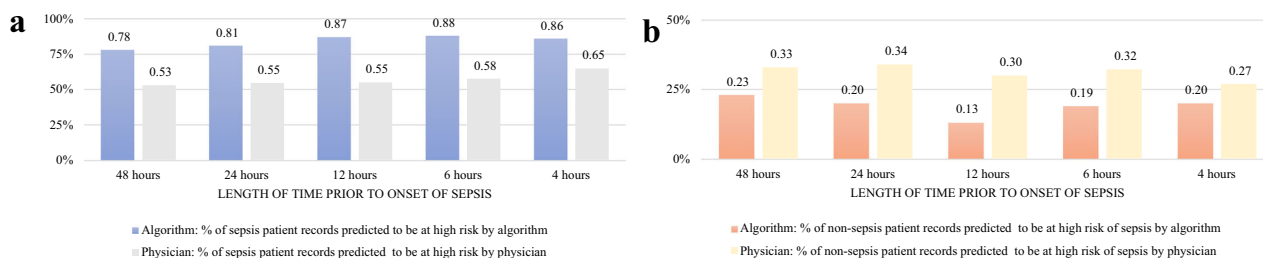 a
100%
75%
50%
25%
0%
0.78
0.53
0.81
0.55
0.87
0.55
0.88
0.58
0.86
0.65
48 hours
24 hours
12 hours
6 hours
4 hours
LENGTH OF TIME PRIOR TO ONSET OF SEPSIS
Algorithm: % of sepsis patient records predicted to be at high risk by algorithm
Physician: % of sepsis patient records predicted to be at high risk by physician
b
50%
25%
0%
0.23
0.33
0.20
0.34
0.13
0.30
0.19
0.32
0.20
0.27
48 hours
24 hours
12 hours
6 hours
4 hours
LENGTH OF TIME PRIOR TO ONSET OF SEPSIS
Algorithm: % of non-sepsis patient records predicted to be at high risk of sepsis by algorithm
Physician: % of non-sepsis patient records predicted to be at high risk of sepsis by physician